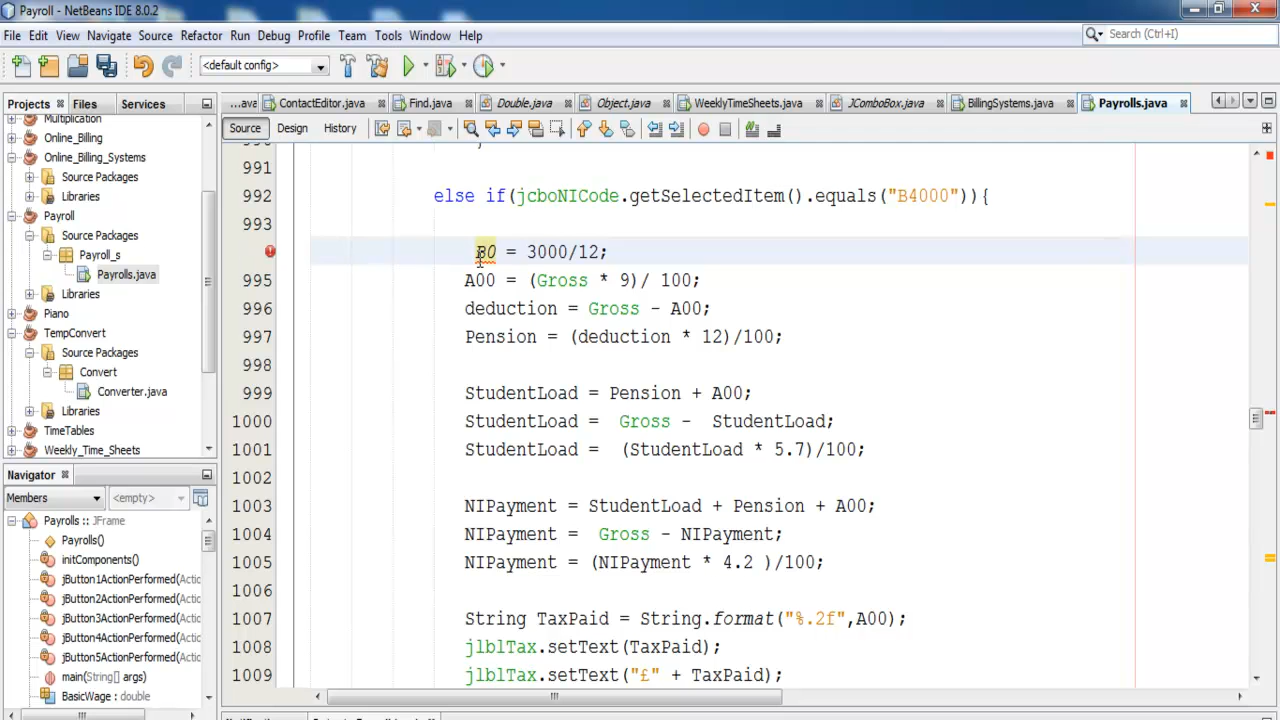 Payroll - NetBeans IDE 8.0.2
File Edit View Navigate Source Refactor Run Debug Profile Team Tools Window Help
Search (Ctrl+I)
<default config>
Projects Files Services
...ava ContactEditor.java Find.java Double.java Object.java WeeklyTimeSheets.java JComboBox.java BillingSystems.java Payrolls.java
Source Design History
Multiplication
Online_Billing
Online_Billing_Systems
Source Packages
Libraries
Payroll
Source Packages
Payroll_s
Payrolls.java
Libraries
Piano
TempConvert
Source Packages
Convert
Converter.java
Libraries
TimeTables
Weekly_Time_Sheets
Navigator
Members <empty>
Payrolls :: JFrame
Payrolls()
initComponents()
jButton1ActionPerformed(Actio
jButton2ActionPerformed(Actio
jButton3ActionPerformed(Actio
jButton4ActionPerformed(Actio
jButton5ActionPerformed(Actio
main(String[] args)
BasicWage : double
}
991
992 else if(jcboNICode.getSelectedItem().equals("B4000")){
993
B0 = 3000/12;
995 A00 = (Gross * 9)/ 100;
996 deduction = Gross - A00;
997 Pension = (deduction * 12)/100;
998
999 StudentLoad = Pension + A00;
1000 StudentLoad =  Gross -  StudentLoad;
1001 StudentLoad =  (StudentLoad * 5.7)/100;
1002
1003 NIPayment = StudentLoad + Pension + A00;
1004 NIPayment =  Gross - NIPayment;
1005 NIPayment = (NIPayment * 4.2 )/100;
1006
1007 String TaxPaid = String.format("%.2f",A00);
1008 jlblTax.setText(TaxPaid);
1009 jlblTax.setText("£" + TaxPaid);